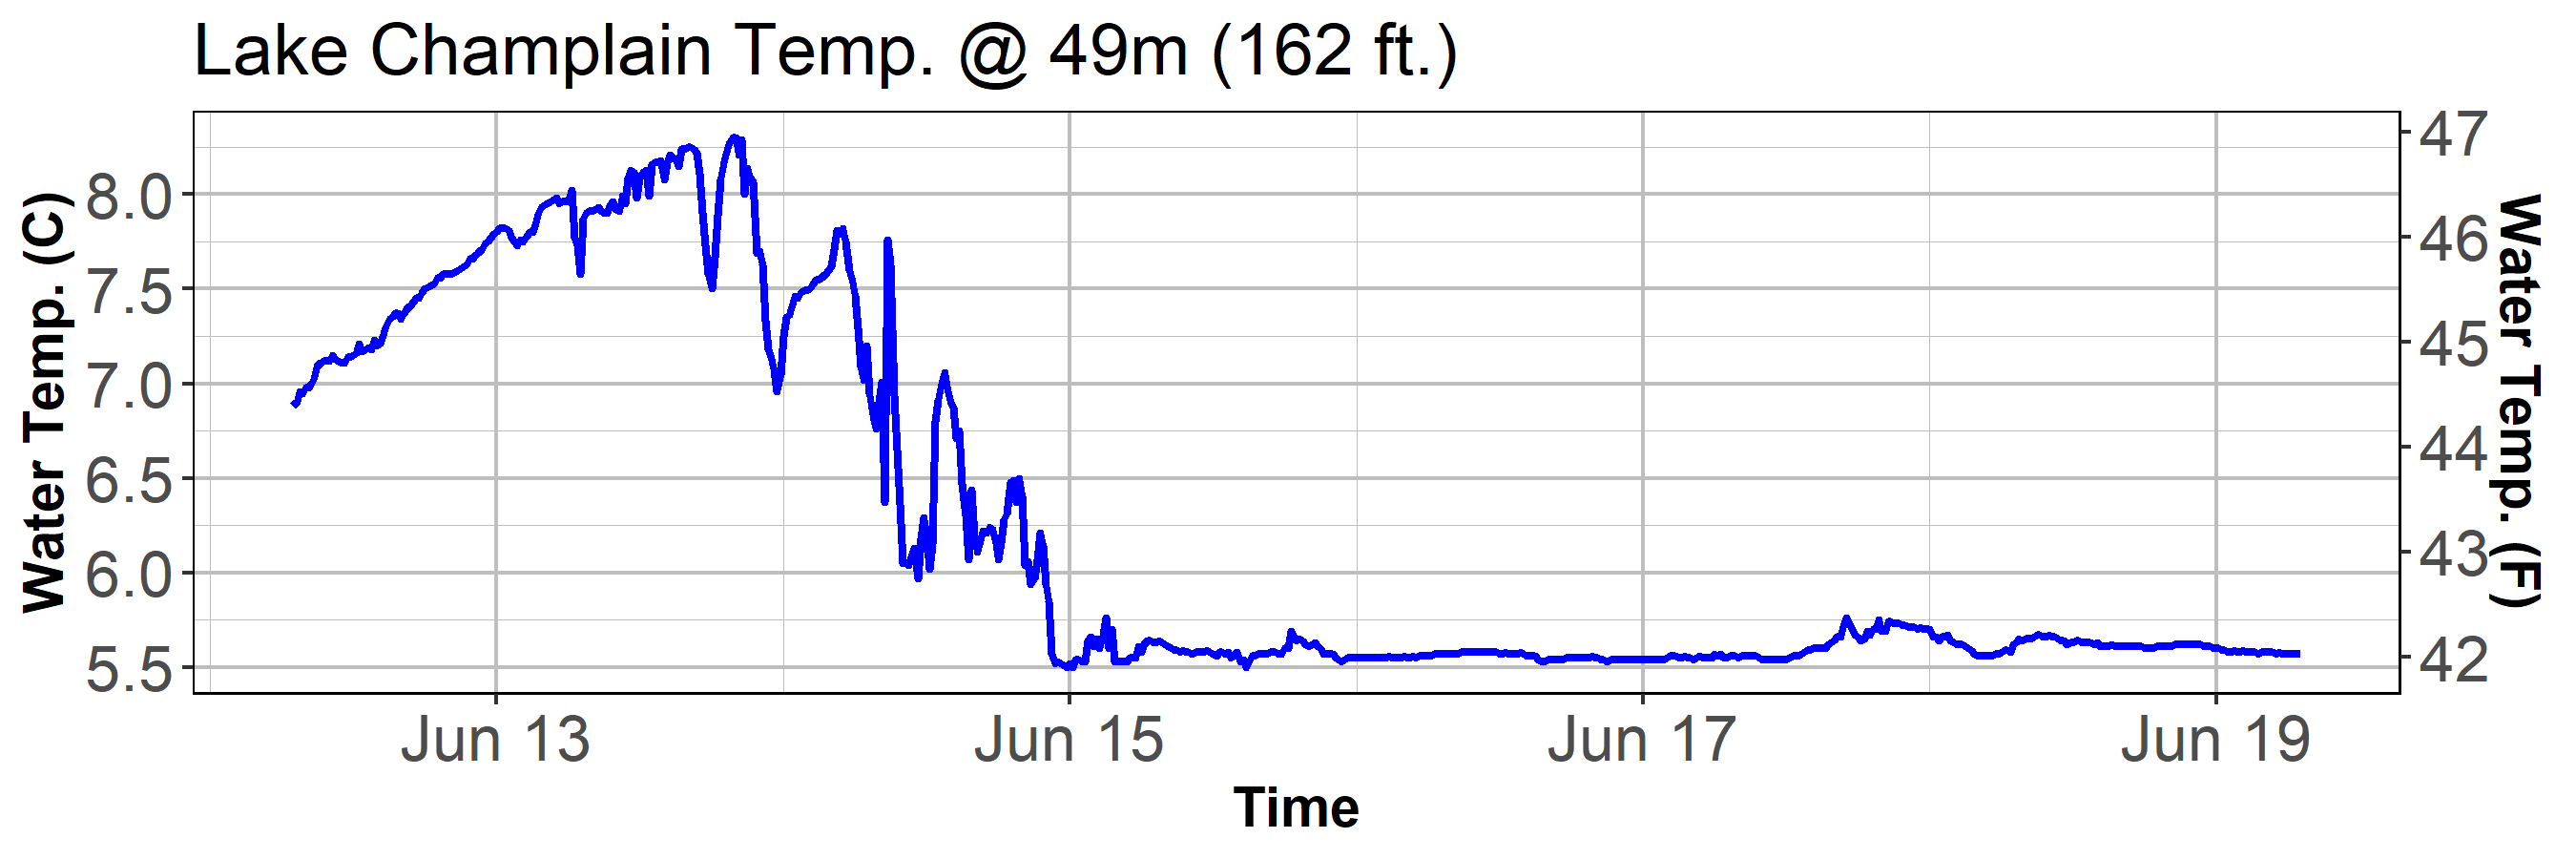 Lake Champlain Temp. @ 49m (162 ft.)
Water Temp. (C)
8.0
7.5
7.0
6.5
6.0
5.5
47
46
45
44
43
42
Water Temp. (F)
Jun 13 Jun 15 Jun 17 Jun 19
Time